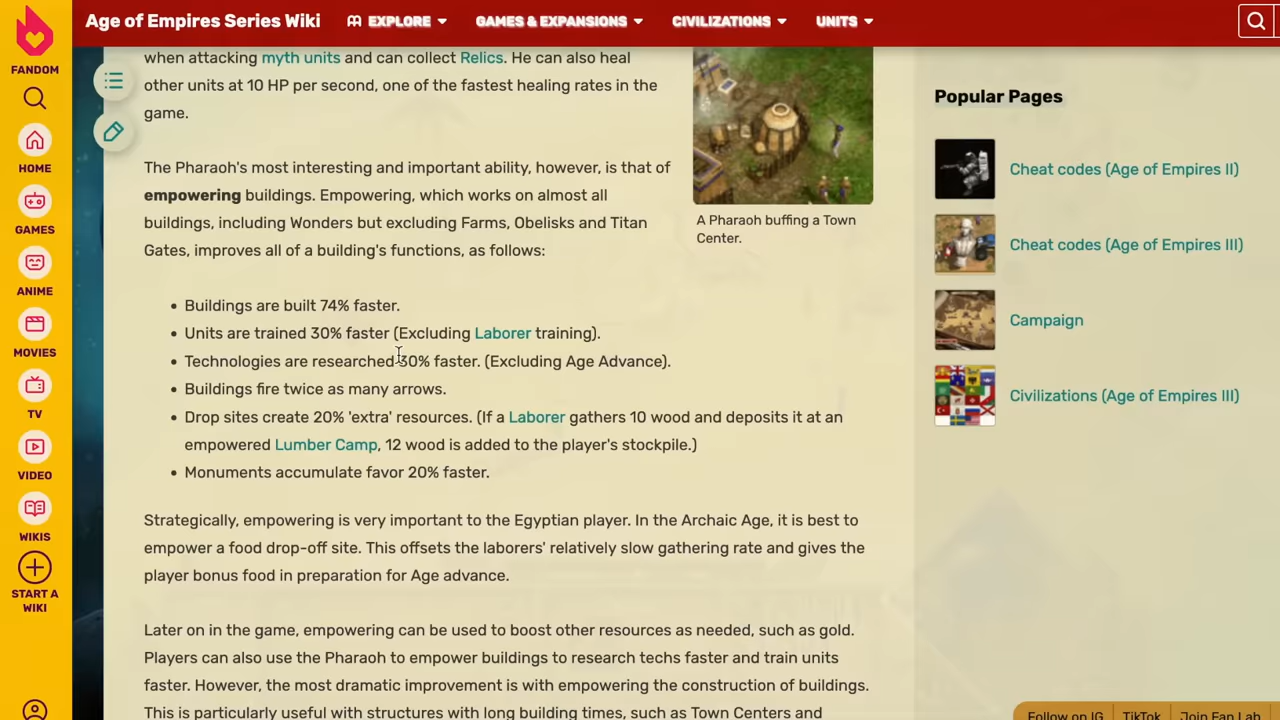 Age of Empires Series Wiki
EXPLORE
GAMES & EXPANSIONS
CIVILIZATIONS
UNITS
FANDOM
HOME
GAMES
ANIME
MOVIES
TV
VIDEO
WIKIS
START A
WIKI
when attacking myth units and can collect Relics. He can also heal
other units at 10 HP per second, one of the fastest healing rates in the
game.
The Pharaoh's most interesting and important ability, however, is that of
empowering buildings. Empowering, which works on almost all
buildings, including Wonders but excluding Farms, Obelisks and Titan
Gates, improves all of a building's functions, as follows:
A Pharaoh buffing a Town
Center.
• Buildings are built 74% faster.
• Units are trained 30% faster (Excluding Laborer training).
• Technologies are researched 30% faster. (Excluding Age Advance).
• Buildings fire twice as many arrows.
• Drop sites create 20% 'extra' resources. (If a Laborer gathers 10 wood and deposits it at an
empowered Lumber Camp, 12 wood is added to the player's stockpile.)
• Monuments accumulate favor 20% faster.
Strategically, empowering is very important to the Egyptian player. In the Archaic Age, it is best to
empower a food drop-off site. This offsets the laborers' relatively slow gathering rate and gives the
player bonus food in preparation for Age advance.
Later on in the game, empowering can be used to boost other resources as needed, such as gold.
Players can also use the Pharaoh to empower buildings to research techs faster and train units
faster. However, the most dramatic improvement is with empowering the construction of buildings.
This is particularly useful with structures with long building times, such as Town Centers and
Popular Pages
Cheat codes (Age of Empires II)
Cheat codes (Age of Empires III)
Campaign
Civilizations (Age of Empires III)
Follow on IG
TikTok
Join Fan Lab